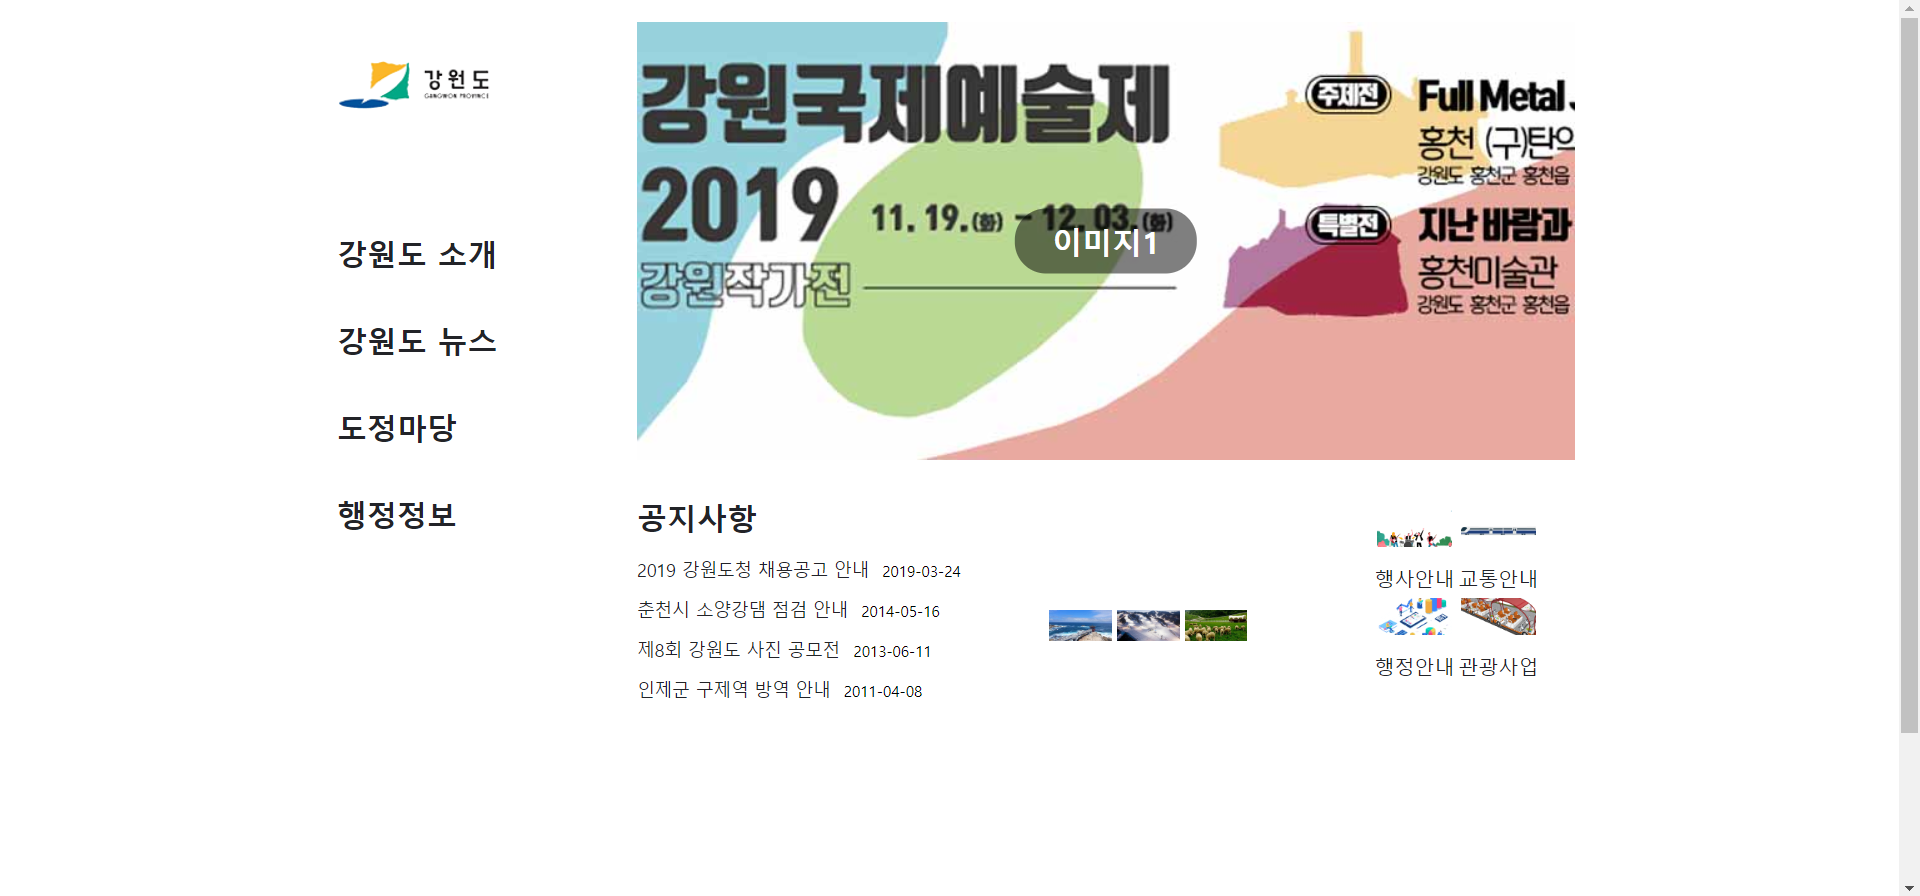 강원도
GANGWON PROVINCE
강원도 소개
강원도 뉴스
도정마당
행정정보
강원국제예술제
2019
11. 19.(화) – 12. 03.(화)
강원작가전
이미지1
주제전
Full Metal
홍천 (구)탄의
강원도 홍천군 홍천읍
특별전
지난 바람과
홍천미술관
강원도 홍천군 홍천읍
공지사항
2019 강원도청 채용공고 안내 2019-03-24
춘천시 소양강댐 점검 안내 2014-05-16
제8회 강원도 사진 공모전 2013-06-11
인제군 구제역 방역 안내 2011-04-08
행사안내 교통안내
행정안내 관광사업